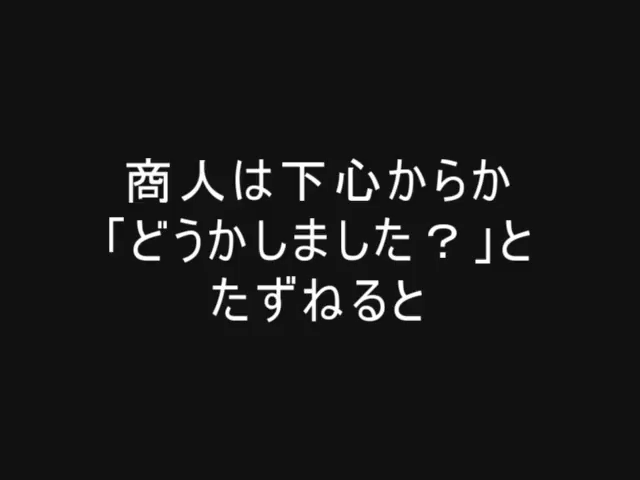 商人は下心からか
「どうかしました？」と
たずねると